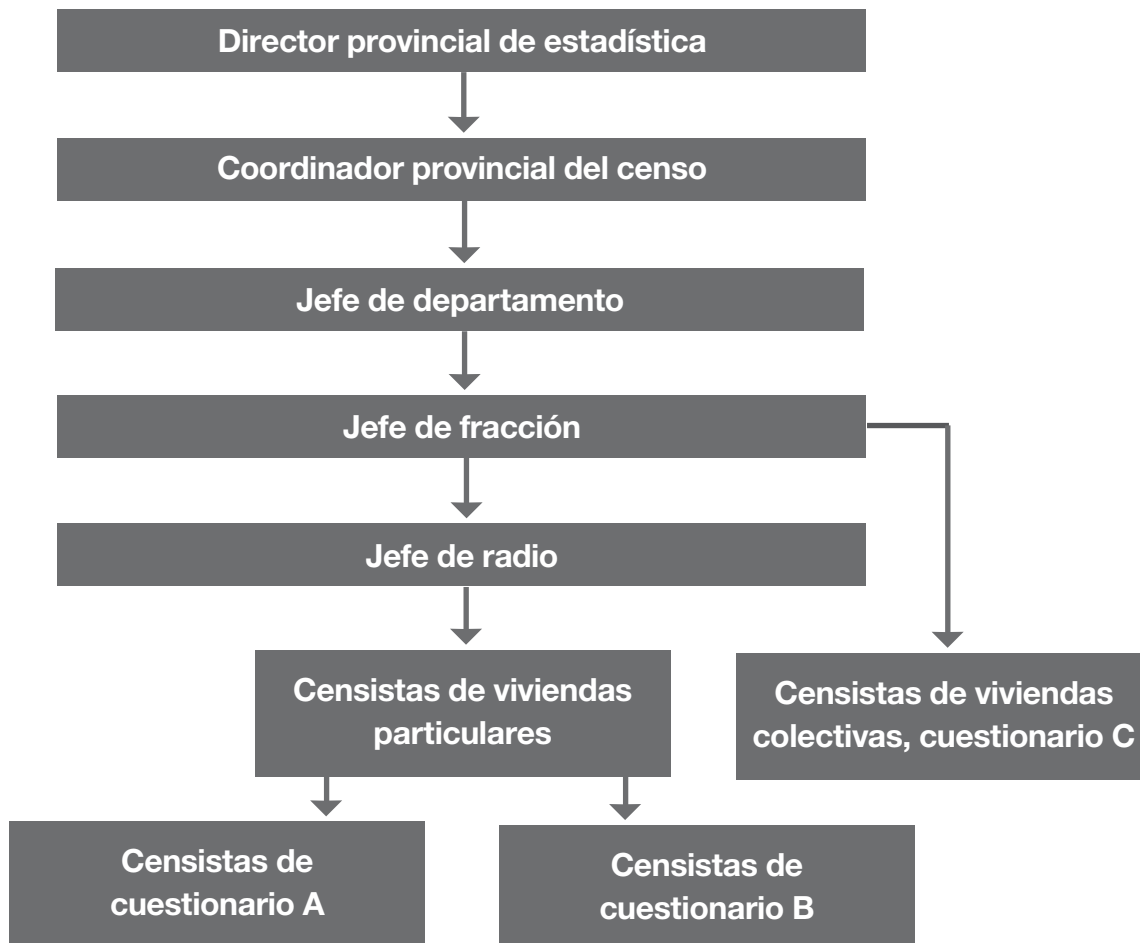 Director provincial de estadística
Coordinador provincial del censo
Jefe de departamento
Jefe de fracción
Jefe de radio
Censistas de viviendas
particulares
Censistas de viviendas
colectivas, cuestionario C
Censistas de
cuestionario A
Censistas de
cuestionario B